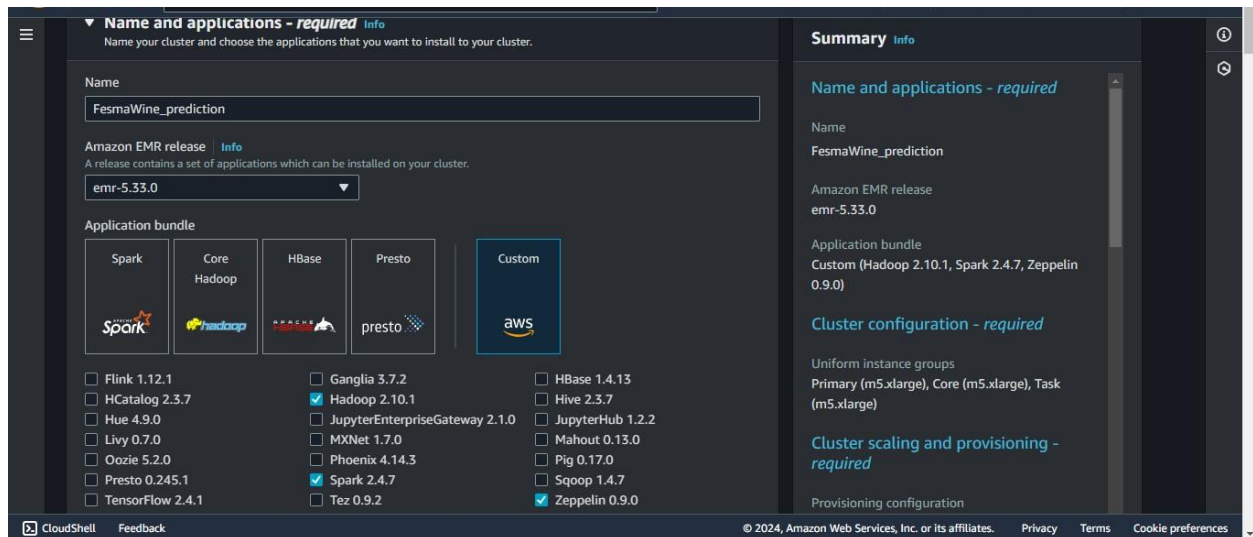 Name and applications - required Info
Name your cluster and choose the applications that you want to install to your cluster.
Name
FesmaWine_prediction
Amazon EMR release Info
A release contains a set of applications which can be installed on your cluster.
emr-5.33.0
Application bundle
Spark
APACHE Spark
Core
Hadoop
hadoop
HBase
APACHE HBASE
Presto
presto
Custom
aws
Flink 1.12.1
Ganglia 3.7.2
HBase 1.4.13
HCatalog 2.3.7
Hadoop 2.10.1
Hive 2.3.7
Hue 4.9.0
JupyterEnterpriseGateway 2.1.0
JupyterHub 1.2.2
Livy 0.7.0
MXNet 1.7.0
Mahout 0.13.0
Oozie 5.2.0
Phoenix 4.14.3
Pig 0.17.0
Presto 0.245.1
Spark 2.4.7
Sqoop 1.4.7
TensorFlow 2.4.1
Tez 0.9.2
Zeppelin 0.9.0
Summary Info
Name and applications - required
Name
FesmaWine_prediction
Amazon EMR release
emr-5.33.0
Application bundle
Custom (Hadoop 2.10.1, Spark 2.4.7, Zeppelin
0.9.0)
Cluster configuration - required
Uniform instance groups
Primary (m5.xlarge), Core (m5.xlarge), Task
(m5.xlarge)
Cluster scaling and provisioning -
required
Provisioning configuration
CloudShell Feedback
© 2024, Amazon Web Services, Inc. or its affiliates. Privacy Terms Cookie preferences